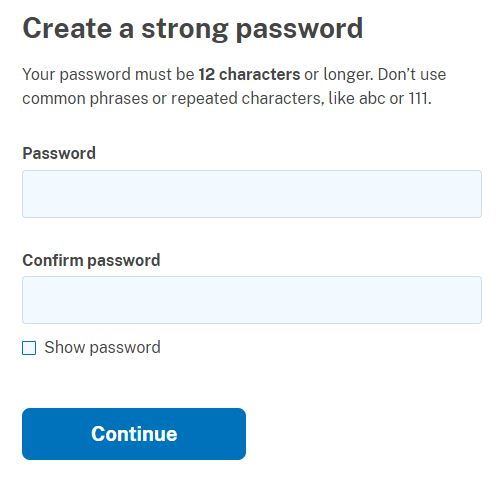 Create a strong password
Your password must be 12 characters or longer. Don’t use
common phrases or repeated characters, like abc or 111.
Password
Confirm password
Show password
Continue